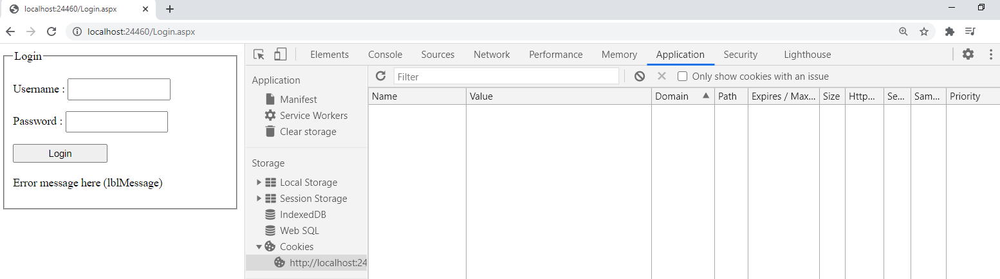 localhost:24460/Login.aspx
localhost:24460/Login.aspx
Login
Username :
Password :
Login
Error message here (lblMessage)
Elements Console Sources Network Performance Memory Application Security Lighthouse
Application
Manifest
Service Workers
Clear storage
Storage
Local Storage
Session Storage
IndexedDB
Web SQL
Cookies
http://localhost:24
Filter
Only show cookies with an issue
Name Value Domain Path Expires / Max... Size Http... Se... Sam... Priority